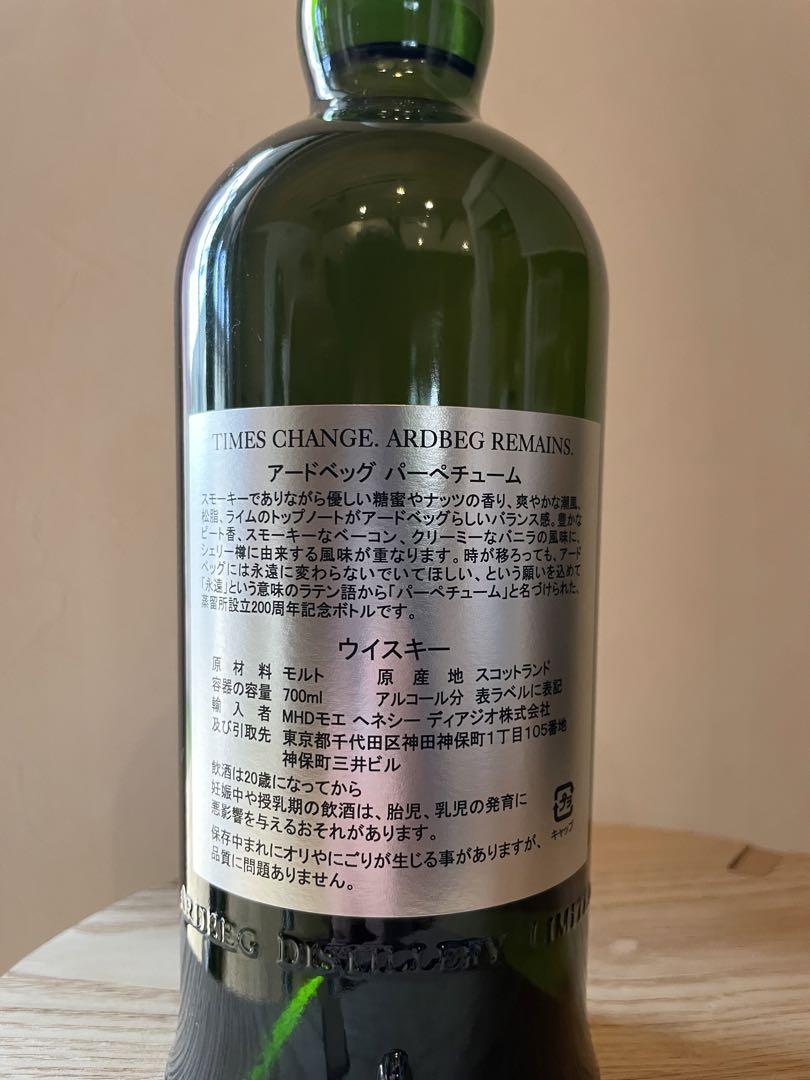 TIMES CHANGE. ARDBEG REMAINS.
アードベッグ パーペチューム
スモーキーでありながら優しい糖蜜やナッツの香り、爽やかな潮風、
松脂、ライムのトップノートがアードベッグらしいバランス感。豊かな
ピート香、スモーキーなベーコン、クリーミーなバニラの風味に、
シェリー樽に由来する風味が重なります。時が移ろっても、アード
ベッグには永遠に変わらないでいてほしい、という願いを込めて
「永遠」という意味のラテン語から「パーペチューム」と名づけられた、
蒸留所設立200周年記念ボトルです。
ウイスキー
原材料 モルト 原産地 スコットランド
容器の容量 700ml アルコール分 表ラベルに表記
輸入者 MHDモエ ヘネシー ディアジオ株式会社
及び引取先 東京都千代田区神田神保町1丁目105番地
神保町三井ビル
飲酒は20歳になってから
妊娠中や授乳期の飲酒は、胎児、乳児の発育に
悪影響を与えるおそれがあります。
プラ
キャップ
保存中まれにオリやにごりが生じる事がありますが、
品質に問題ありません。
ARDBEG DISTILLERY LIMITED